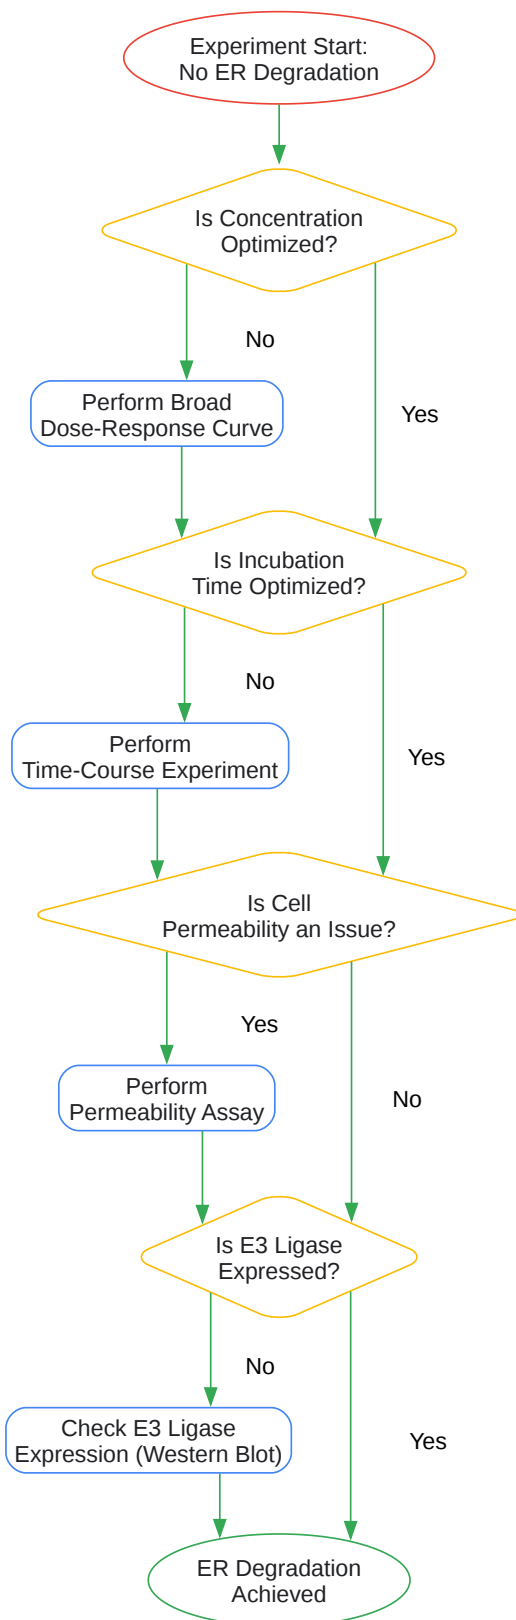 Experiment Start:
No ER Degradation
Is Concentration
Optimized?
No
Perform Broad
Dose-Response Curve
Yes
Is Incubation
Time Optimized?
No
Perform
Time-Course Experiment
Yes
Is Cell
Permeability an Issue?
Yes
Perform
Permeability Assay
No
Is E3 Ligase
Expressed?
No
Check E3 Ligase
Expression (Western Blot)
Yes
ER Degradation
Achieved